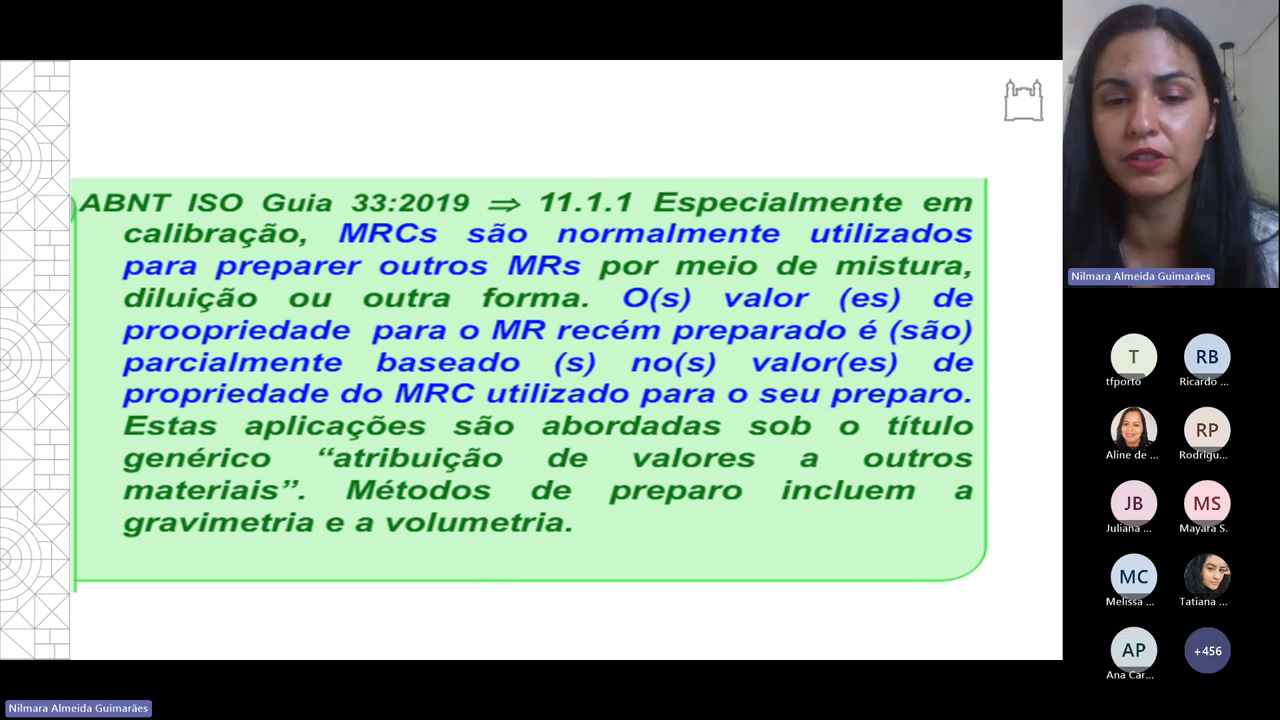 ABNT ISO Guia 33:2019 ⇒ 11.1.1 Especialmente em
calibração, MRCs são normalmente utilizados
para preparer outros MRs por meio de mistura,
diluição ou outra forma. O(s) valor (es) de
proopriedade para o MR recém preparado é (são)
parcialmente baseado (s) no(s) valor(es) de
propriedade do MRC utilizado para o seu preparo.
Estas aplicações são abordadas sob o título
genérico “atribuição de valores a outros
materiais”. Métodos de preparo incluem a
gravimetria e a volumetria.
Nilmara Almeida Guimarães
T
RB
tfporto
Ricardo ...
RP
Aline de ...
Rodrigu...
JB
MS
Juliana ...
Mayara S.
MC
Melissa ...
Tatiana ...
AP
+456
Ana Car...
Nilmara Almeida Guimarães